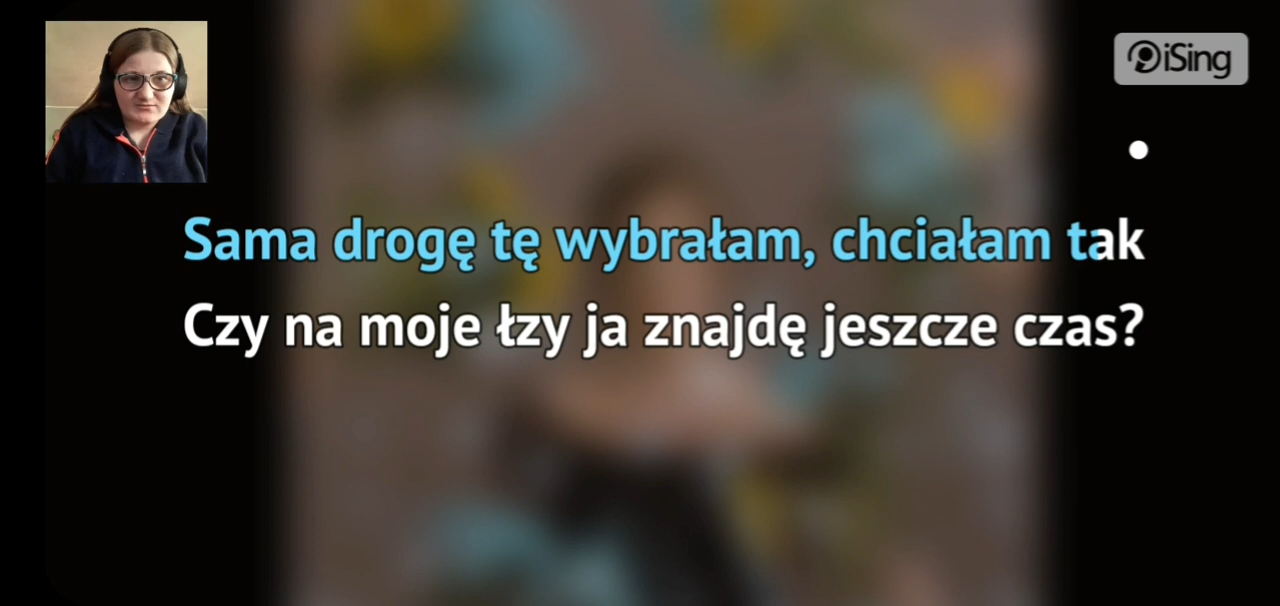 iSing
Sama drogę tę wybrałam, chciałam tak
Czy na moje łzy ja znajdę jeszcze czas?